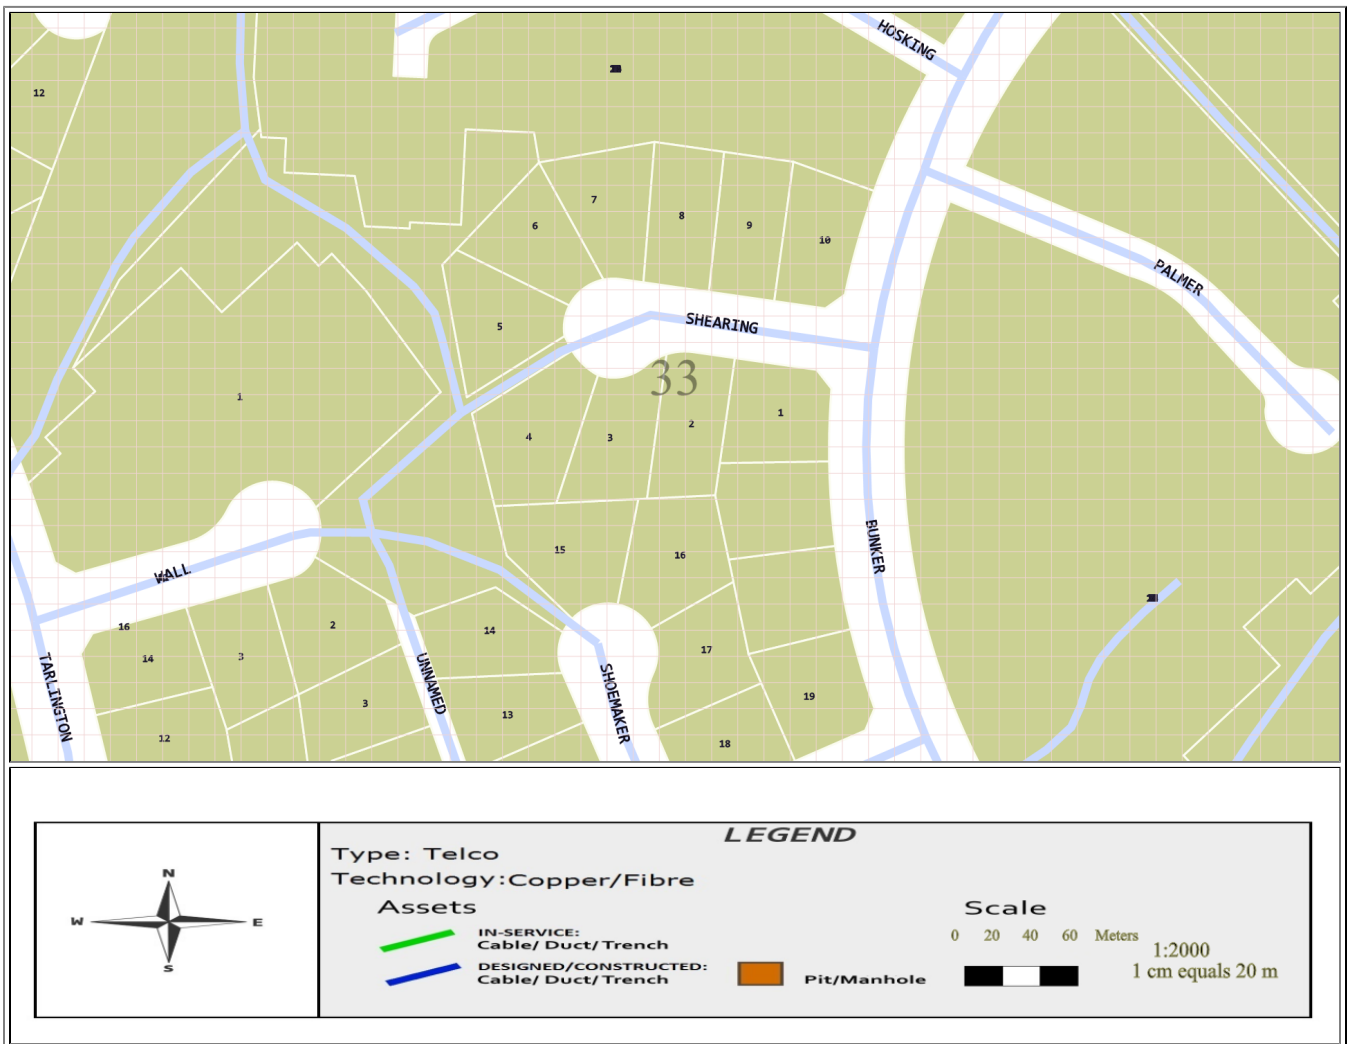 HOSKING
12
7
6
8
9
10
PALMER
5
SHEARING
33
1
4
3
2
1
15
16
BUNKER
WALL
16
14
3
2
14
17
TARLINGTON
UNNAMED
SHOEMAKER
3
13
19
12
18
LEGEND
Type: Telco
Technology:Copper/Fibre
Assets
Scale
IN-SERVICE:
Cable/ Duct/ Trench
DESIGNED/CONSTRUCTED:
Cable/ Duct/ Trench
Pit/Manhole
0 20 40 60 Meters
1:2000
1 cm equals 20 m
N
W E
S